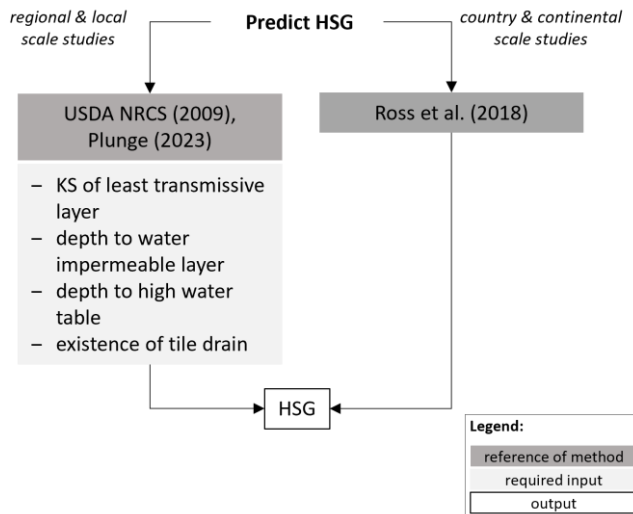 regional & local
scale studies
Predict HSG
country & continental
scale studies
USDA NRCS (2009),
Plunge (2023)
– KS of least transmissive
layer
– depth to water
impermeable layer
– depth to high water
table
– existence of tile drain
Ross et al. (2018)
HSG
Legend:
reference of method
required input
output